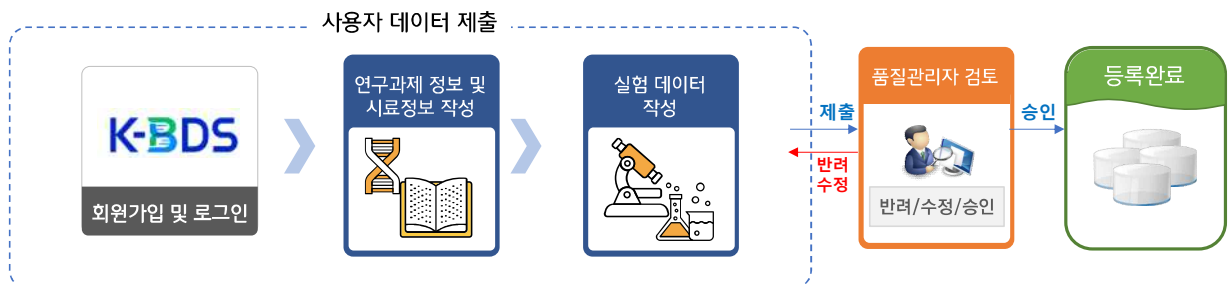 사용자 데이터 제출
K-BDS
회원가입 및 로그인
연구과제 정보 및
시료정보 작성
실험 데이터
작성
제출
반려
수정
품질관리자 검토
반려/수정/승인
승인
등록완료